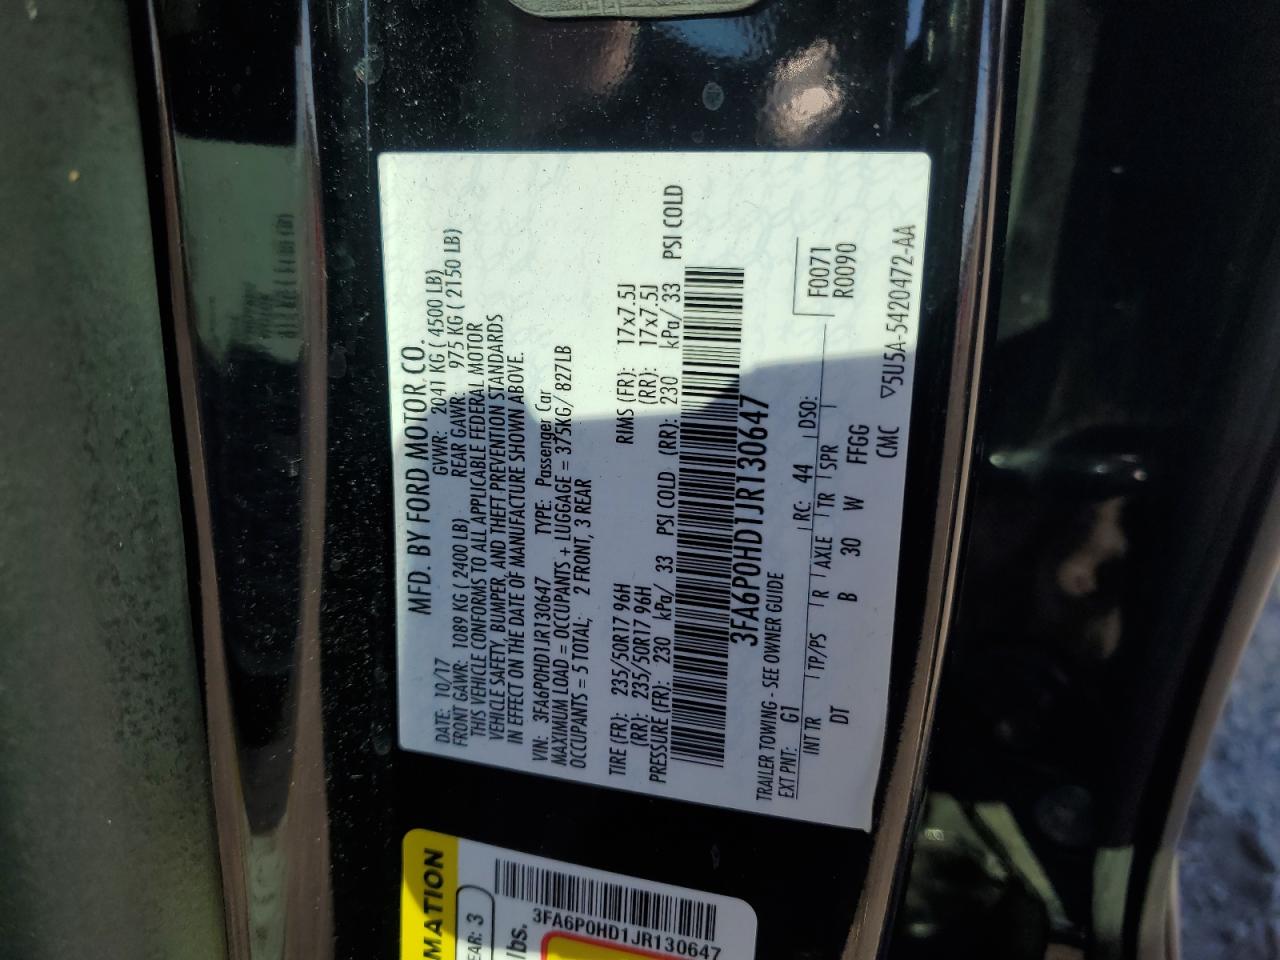 MFD. BY FORD MOTOR CO.
DATE: 10/17 GVWR: 2041 KG ( 4500 LB)
FRONT GAWR: 1089 KG ( 2400 LB) REAR GAWR: 975 KG ( 2150 LB)
THIS VEHICLE CONFORMS TO ALL APPLICABLE FEDERAL MOTOR
VEHICLE SAFETY, BUMPER, AND THEFT PREVENTION STANDARDS
IN EFFECT ON THE DATE OF MANUFACTURE SHOWN ABOVE.
VIN: 3FA6P0HD1JR130647 TYPE: Passenger Car
MAXIMUM LOAD = OCCUPANTS + LUGGAGE = 375KG/ 827LB
OCCUPANTS = 5 TOTAL; 2 FRONT, 3 REAR
TIRE (FR): 235/50R17 96H RIMS (FR): 17x7.5J
(RR): 235/50R17 96H (RR): 17x7.5J
PRESSURE (FR): 230 kPa/ 33 PSI COLD (RR): 230 kPa/ 33 PSI COLD
3FA6P0HD1JR130647
TRAILER TOWING - SEE OWNER GUIDE
EXT PNT: G1 RC: 44 DSO: F0071
INT TR TP/PS R AXLE TR SPR R0090
DT B 30 W FFGG
CMC ▽5U5A-5420472-AA
MATION
EAR: 3
lbs.
3FA6P0HD1JR130647